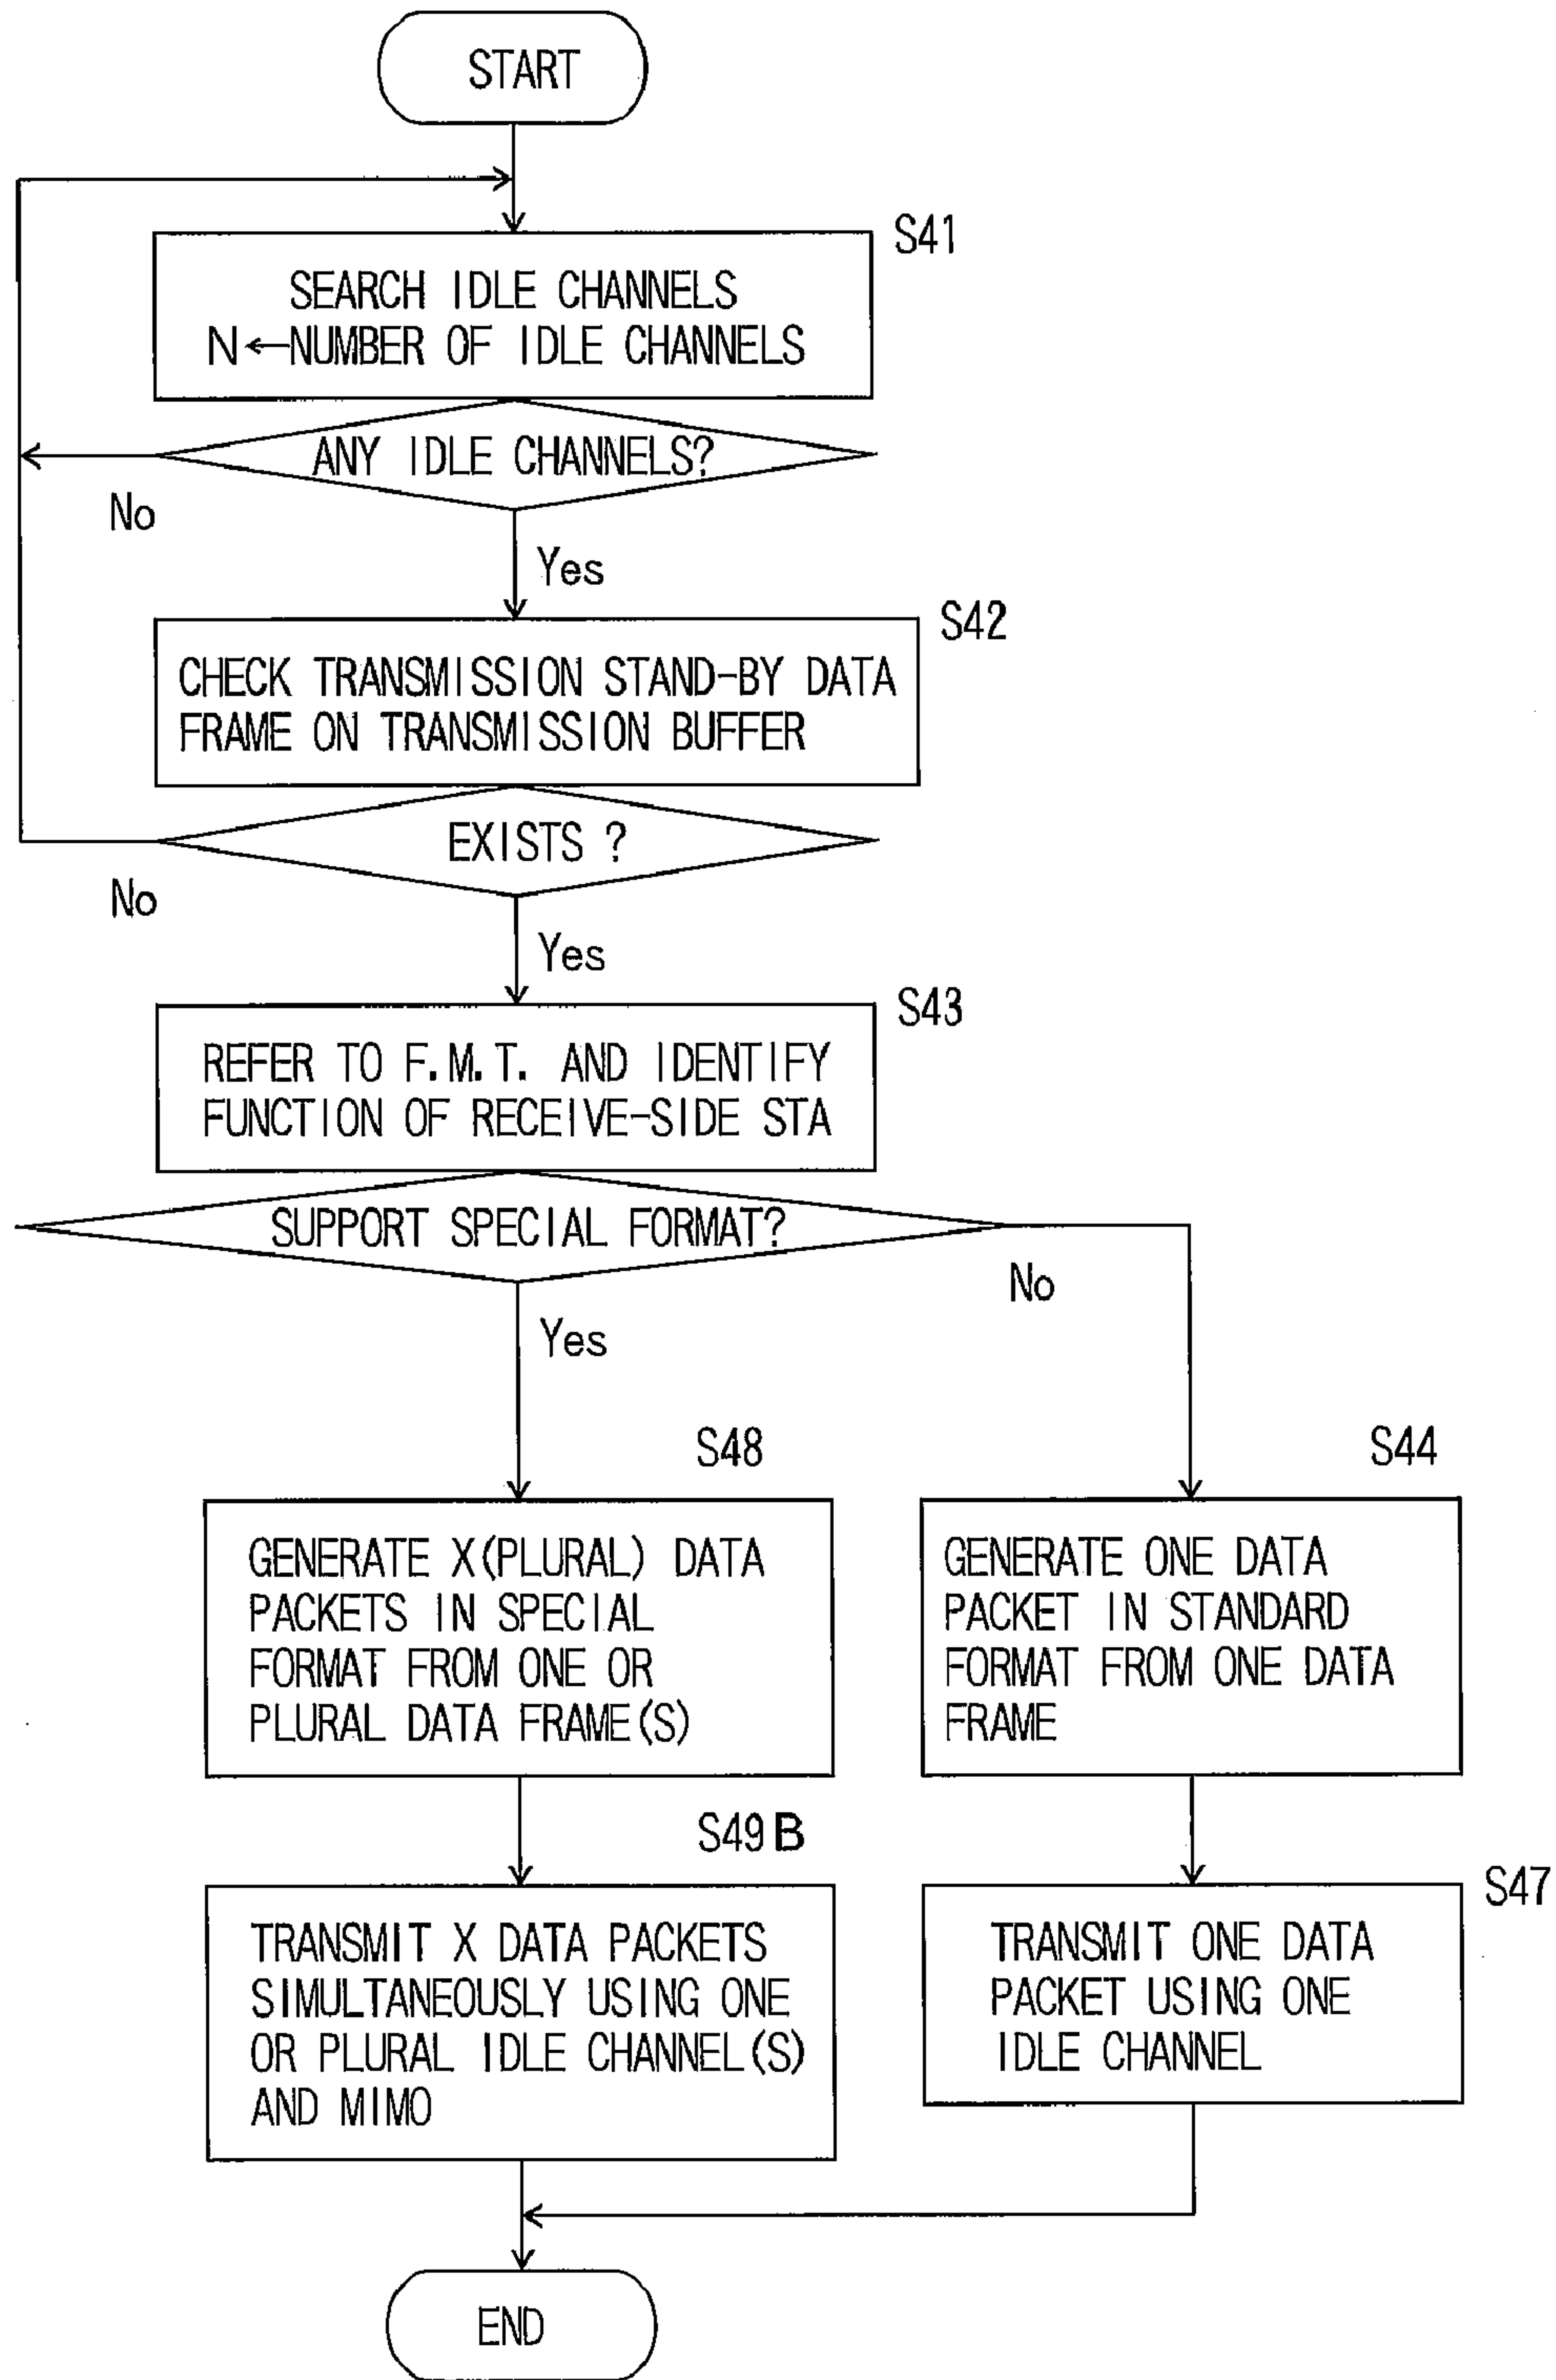 START
S41
SEARCH IDLE CHANNELS
N←NUMBER OF IDLE CHANNELS
ANY IDLE CHANNELS?
No
Yes
S42
CHECK TRANSMISSION STAND-BY DATA
FRAME ON TRANSMISSION BUFFER
EXISTS ?
No
Yes
S43
REFER TO F.M.T. AND IDENTIFY
FUNCTION OF RECEIVE-SIDE STA
SUPPORT SPECIAL FORMAT?
No
Yes
S48
GENERATE X(PLURAL) DATA
PACKETS IN SPECIAL
FORMAT FROM ONE OR
PLURAL DATA FRAME(S)
S44
GENERATE ONE DATA
PACKET IN STANDARD
FORMAT FROM ONE DATA
FRAME
S49B
TRANSMIT X DATA PACKETS
SIMULTANEOUSLY USING ONE
OR PLURAL IDLE CHANNEL(S)
AND MIMO
S47
TRANSMIT ONE DATA
PACKET USING ONE
IDLE CHANNEL
END